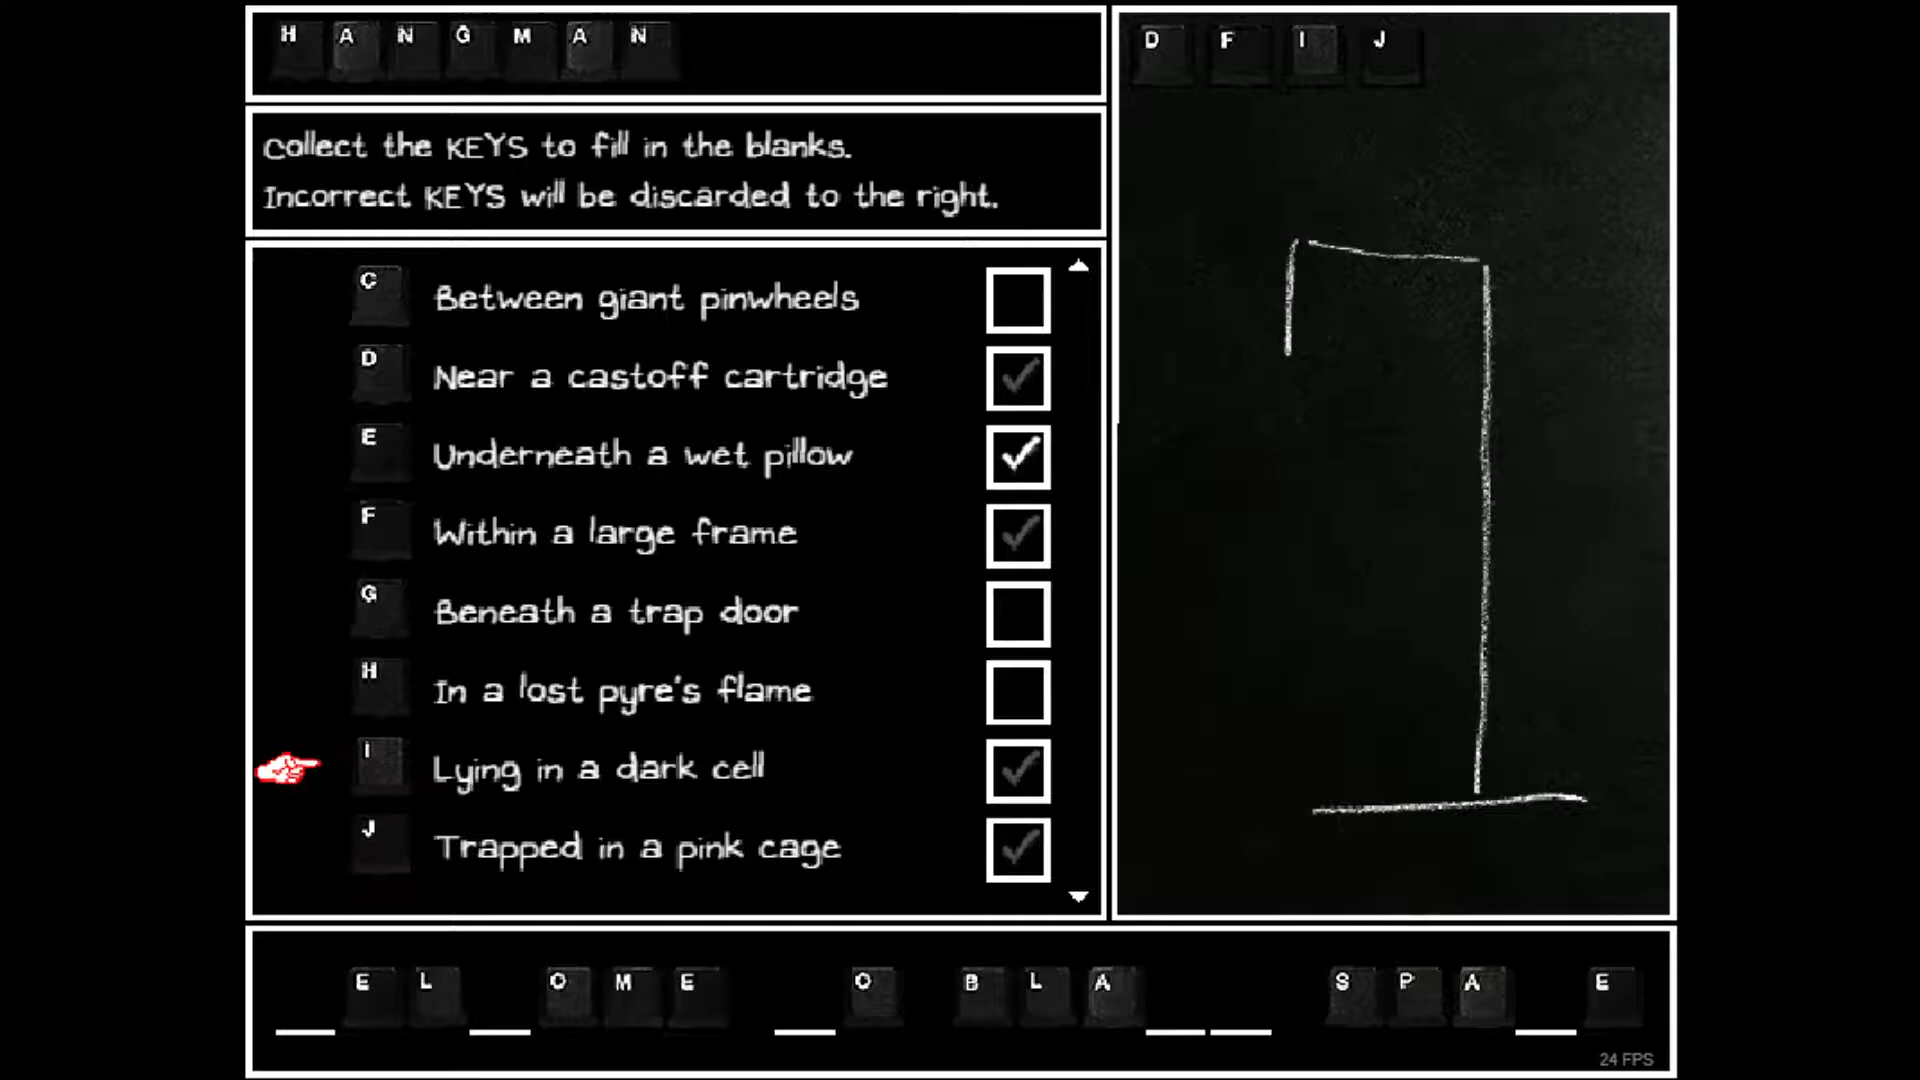 H A N G M A N
D F I J
Collect the KEYS to fill in the blanks.
Incorrect KEYS will be discarded to the right.
C Between giant pinwheels
D Near a castoff cartridge
E Underneath a wet pillow
F Within a large frame
G Beneath a trap door
H In a lost pyre's flame
I Lying in a dark cell
J Trapped in a pink cage
_ E L _ O M E _ O B L A _ _ S P A _ E
24 FPS